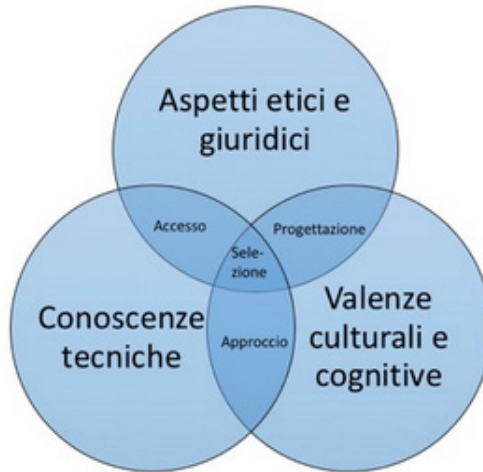 Aspetti etici e
giuridici
Accesso
Progettazione
Sele-
zione
Conoscenze
tecniche
Approccio
Valenze
culturali e
cognitive